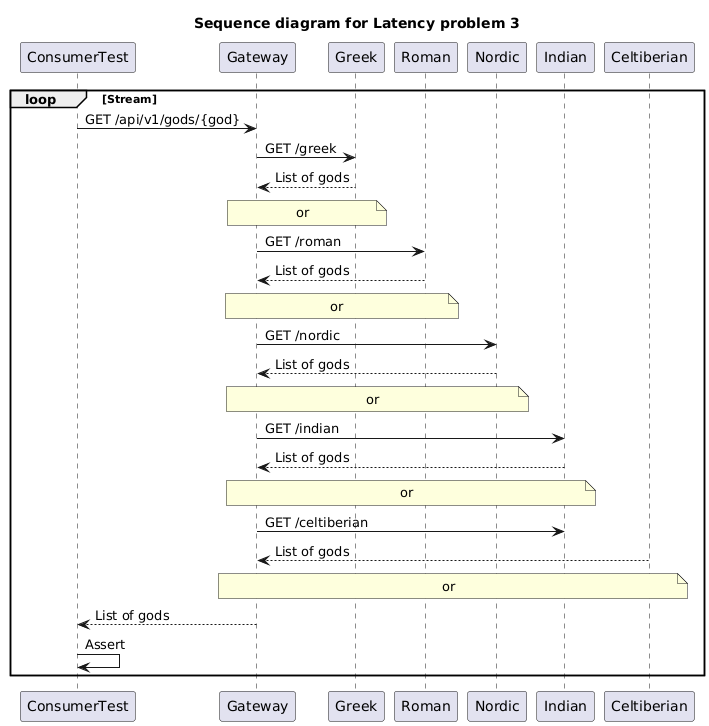 Sequence diagram for Latency problem 3
ConsumerTest Gateway Greek Roman Nordic Indian Celtiberian
loop [Stream]
GET /api/v1/gods/{god}
GET /greek
List of gods
or
GET /roman
List of gods
or
GET /nordic
List of gods
or
GET /indian
List of gods
or
GET /celtiberian
List of gods
or
List of gods
Assert
ConsumerTest Gateway Greek Roman Nordic Indian Celtiberian